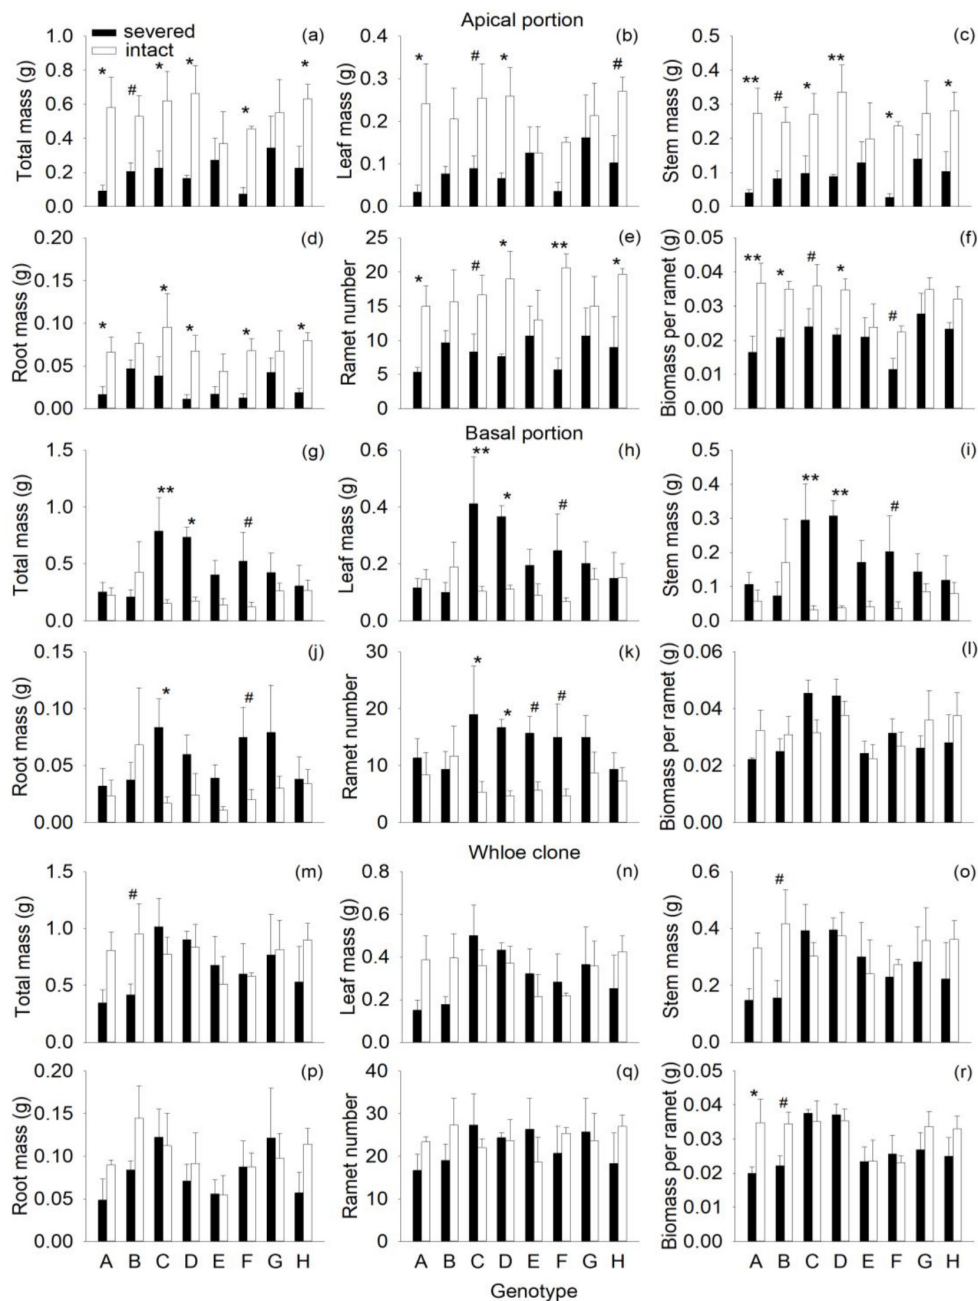 Apical portion
severed
intact
(a)
Total mass (g)
1.0
0.8
0.6
0.4
0.2
0.0
* # * * * *
(b)
Leaf mass (g)
0.4
0.3
0.2
0.1
0.0
* # * #
(c)
Stem mass (g)
0.5
0.4
0.3
0.2
0.1
0.0
** # * ** * *
(d)
Root mass (g)
0.20
0.15
0.10
0.05
0.00
* * * * *
(e)
Ramet number
25
20
15
10
5
0
* # * ** *
(f)
Biomass per ramet (g)
0.05
0.04
0.03
0.02
0.01
0.00
** * # * #
Basal portion
(g)
Total mass (g)
1.5
1.0
0.5
0.0
** * #
(h)
Leaf mass (g)
0.6
0.4
0.2
0.0
** * #
(i)
Stem mass (g)
0.5
0.4
0.3
0.2
0.1
0.0
** ** #
(j)
Root mass (g)
0.15
0.10
0.05
0.00
* #
(k)
Ramet number
30
20
10
0
* * # #
(l)
Biomass per ramet (g)
0.06
0.04
0.02
0.00
Whloe clone
(m)
Total mass (g)
1.5
1.0
0.5
0.0
#
(n)
Leaf mass (g)
0.8
0.6
0.4
0.2
0.0
(o)
Stem mass (g)
0.6
0.4
0.2
0.0
#
(p)
Root mass (g)
0.20
0.15
0.10
0.05
0.00
A B C D E F G H
(q)
Ramet number
40
30
20
10
0
A B C D E F G H
(r)
Biomass per ramet (g)
0.05
0.04
0.03
0.02
0.01
0.00
* #
A B C D E F G H
Genotype